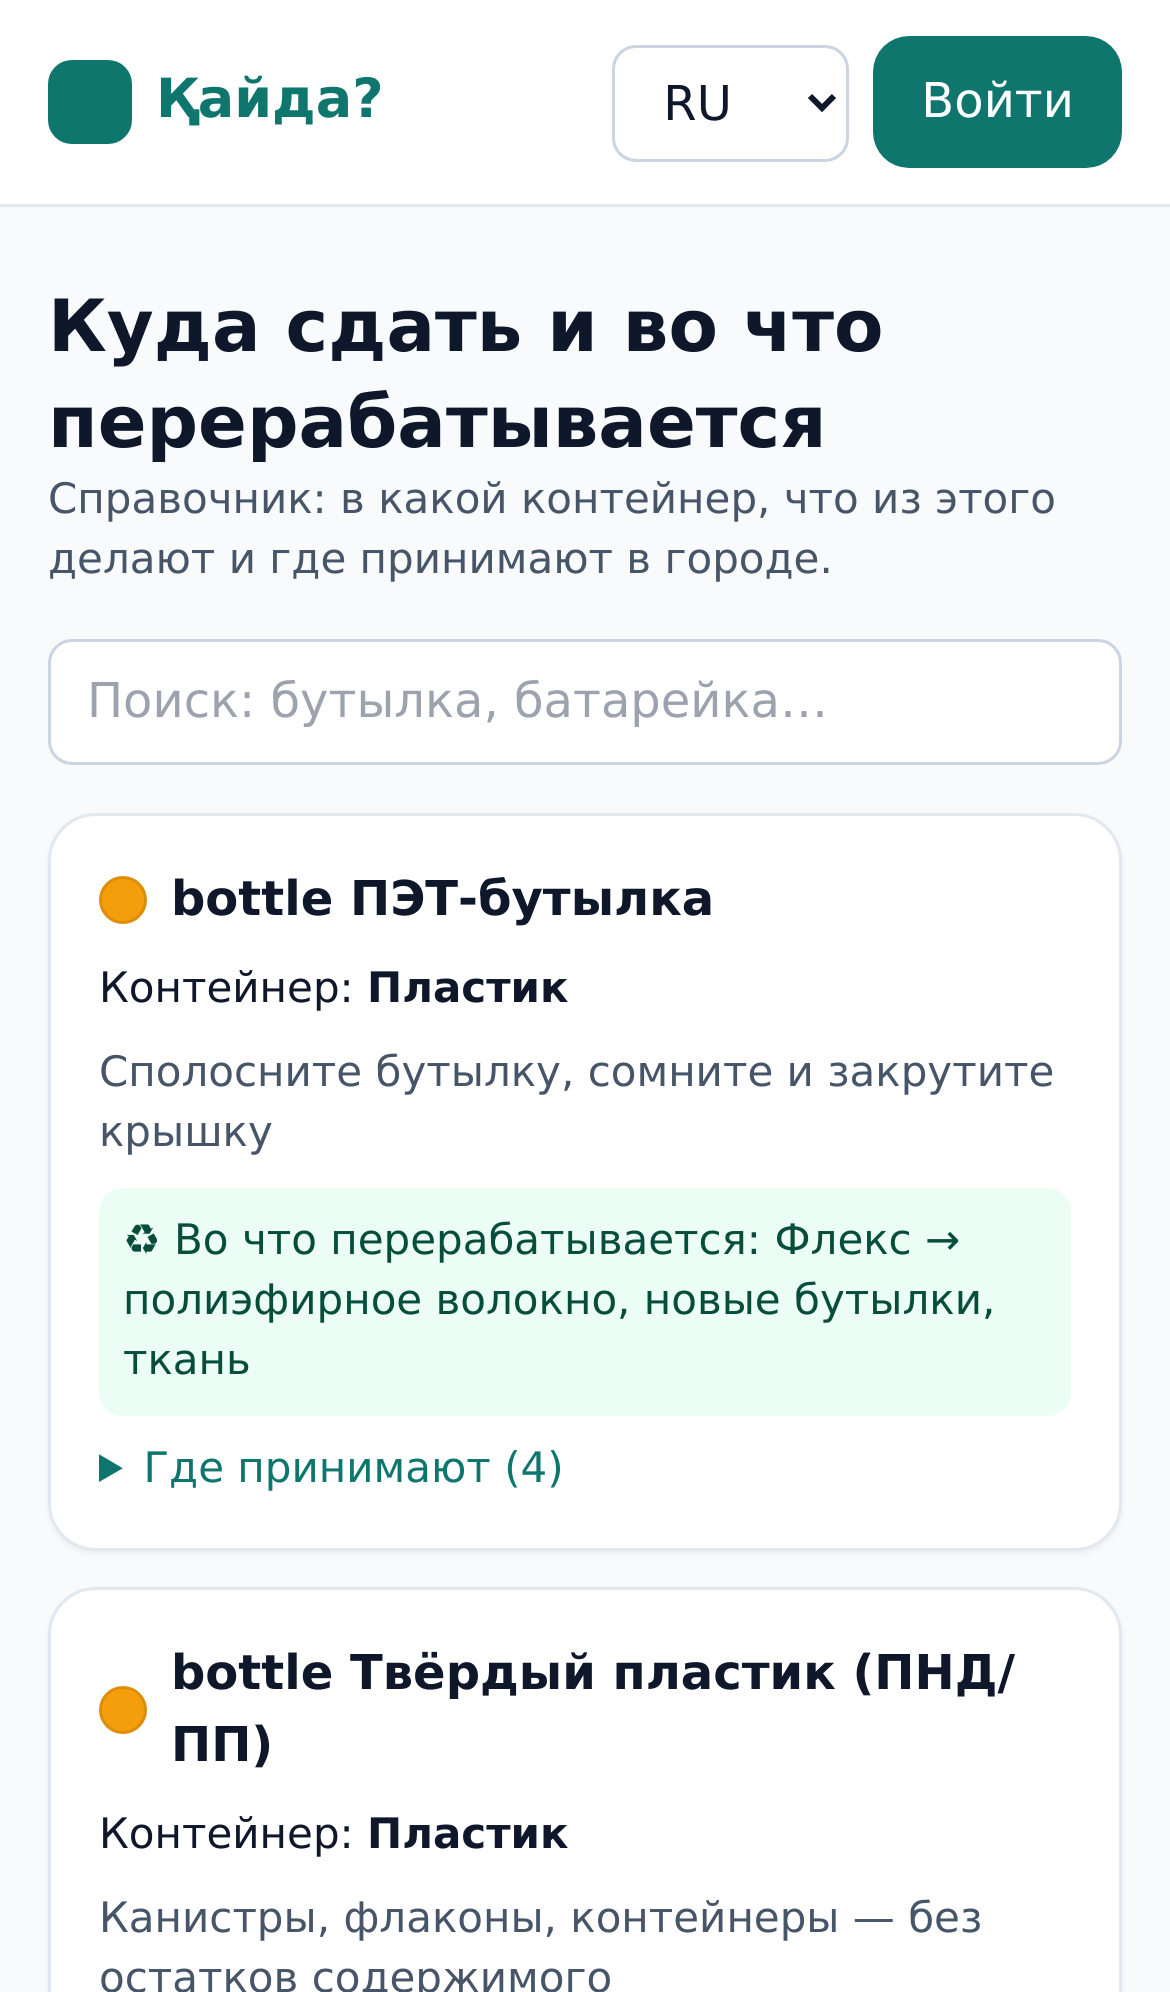 Қайда?
RU
Войти
Куда сдать и во что
перерабатывается
Справочник: в какой контейнер, что из этого
делают и где принимают в городе.
Поиск: бутылка, батарейка…
bottle ПЭТ-бутылка
Контейнер: Пластик
Сполосните бутылку, сомните и закрутите
крышку
♻ Во что перерабатывается: Флекс →
полиэфирное волокно, новые бутылки,
ткань
▶ Где принимают (4)
bottle Твёрдый пластик (ПНД/
ПП)
Контейнер: Пластик
Канистры, флаконы, контейнеры — без
остатков содержимого